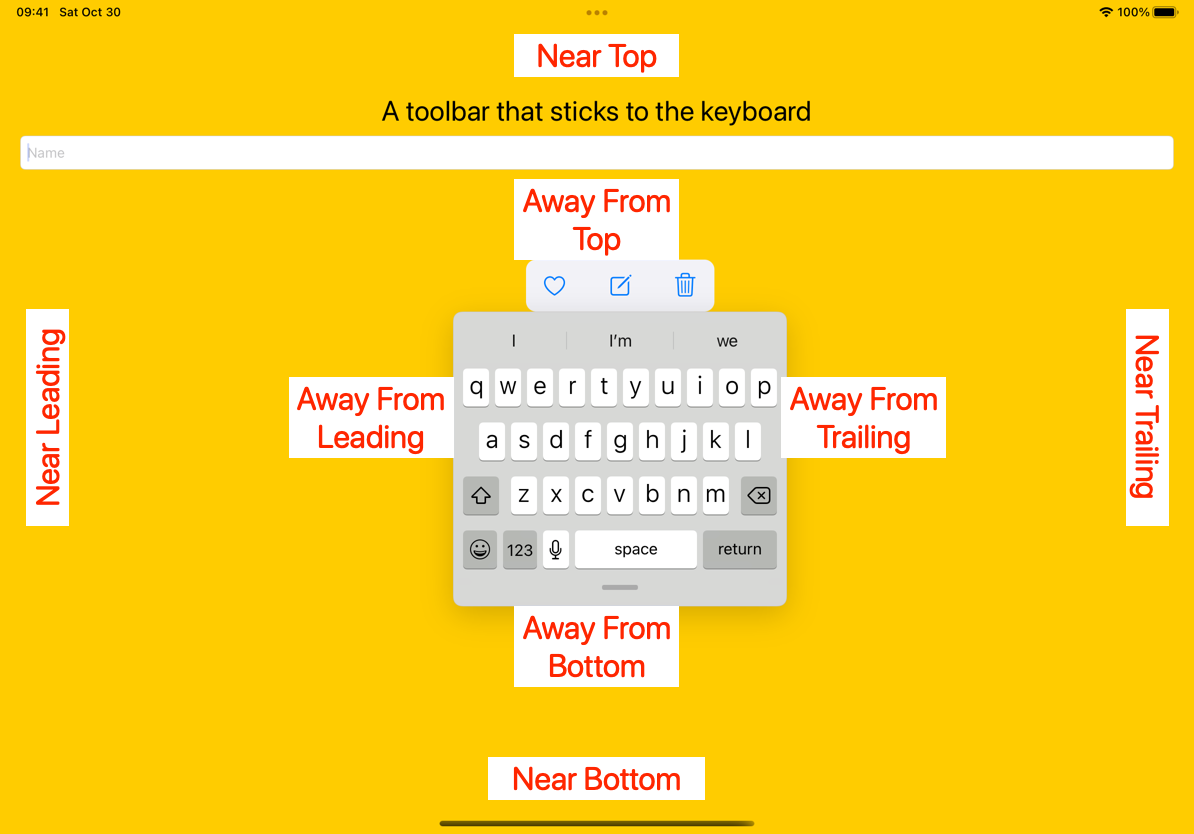 09:41 Sat Oct 30
100%
Near Top
A toolbar that sticks to the keyboard
Name
Away From
Top
I I'm we
Near Leading
Away From
Leading
q w e r t y u i o p
a s d f g h j k l
z x c v b n m
123 space return
Away From
Trailing
Near Trailing
Away From
Bottom
Near Bottom